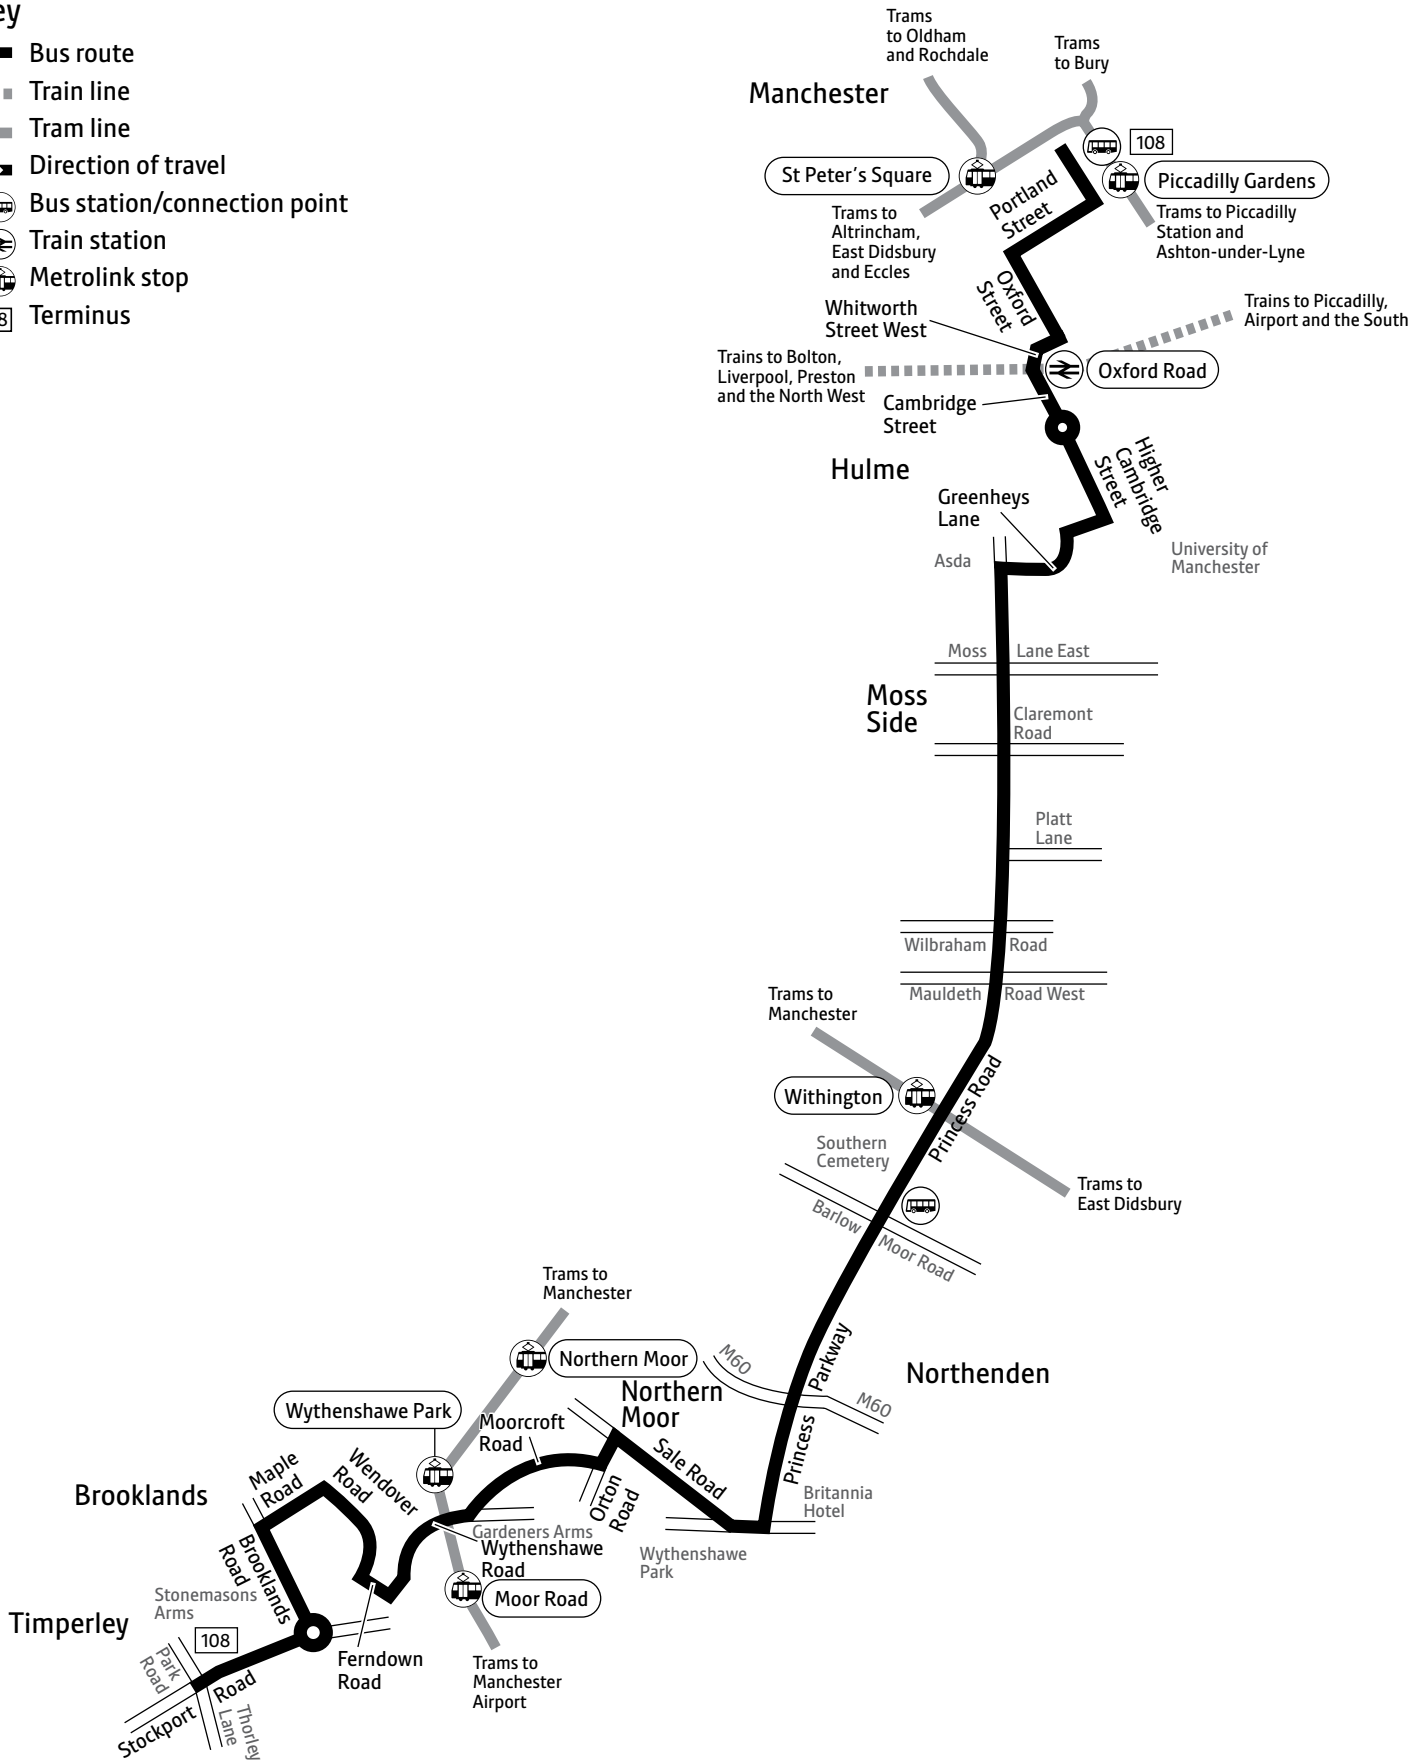 ey
Bus route
Train line
Tram line
Direction of travel
Bus station/connection point
Train station
Metrolink stop
8
Terminus
Trams
to Oldham
and Rochdale
Trams
to Bury
Manchester
108
St Peter's Square
Piccadilly Gardens
Portland
Street
Trams to
Altrincham,
East Didsbury
and Eccles
Trams to Piccadilly
Station and
Ashton-under-Lyne
Oxford
Street
Whitworth
Street West
Trains to Piccadilly,
Airport and the South
Trains to Bolton,
Liverpool, Preston
and the North West
Oxford Road
Cambridge
Street
Hulme
Higher
Cambridge
Street
Greenheys
Lane
Asda
University of
Manchester
Moss Lane East
Moss
Side
Claremont
Road
Platt
Lane
Wilbraham Road
Mauldeth Road West
Trams to
Manchester
Princess Road
Withington
Southern
Cemetery
Trams to
East Didsbury
Barlow Moor Road
Trams to
Manchester
Northern Moor
M60
Princess Parkway
Northenden
M60
Northern
Moor
Wythenshawe Park
Moorcroft
Road
Sale Road
Maple
Road
Wendover
Road
Brooklands
Orton
Road
Britannia
Hotel
Gardeners Arms
Wythenshawe
Road
Wythenshawe
Park
Brooklands
Road
Moor Road
Stonemasons
Arms
Timperley
108
Park
Road
Ferndown
Road
Trams to
Manchester
Airport
Stockport Road
Thorley
Lane